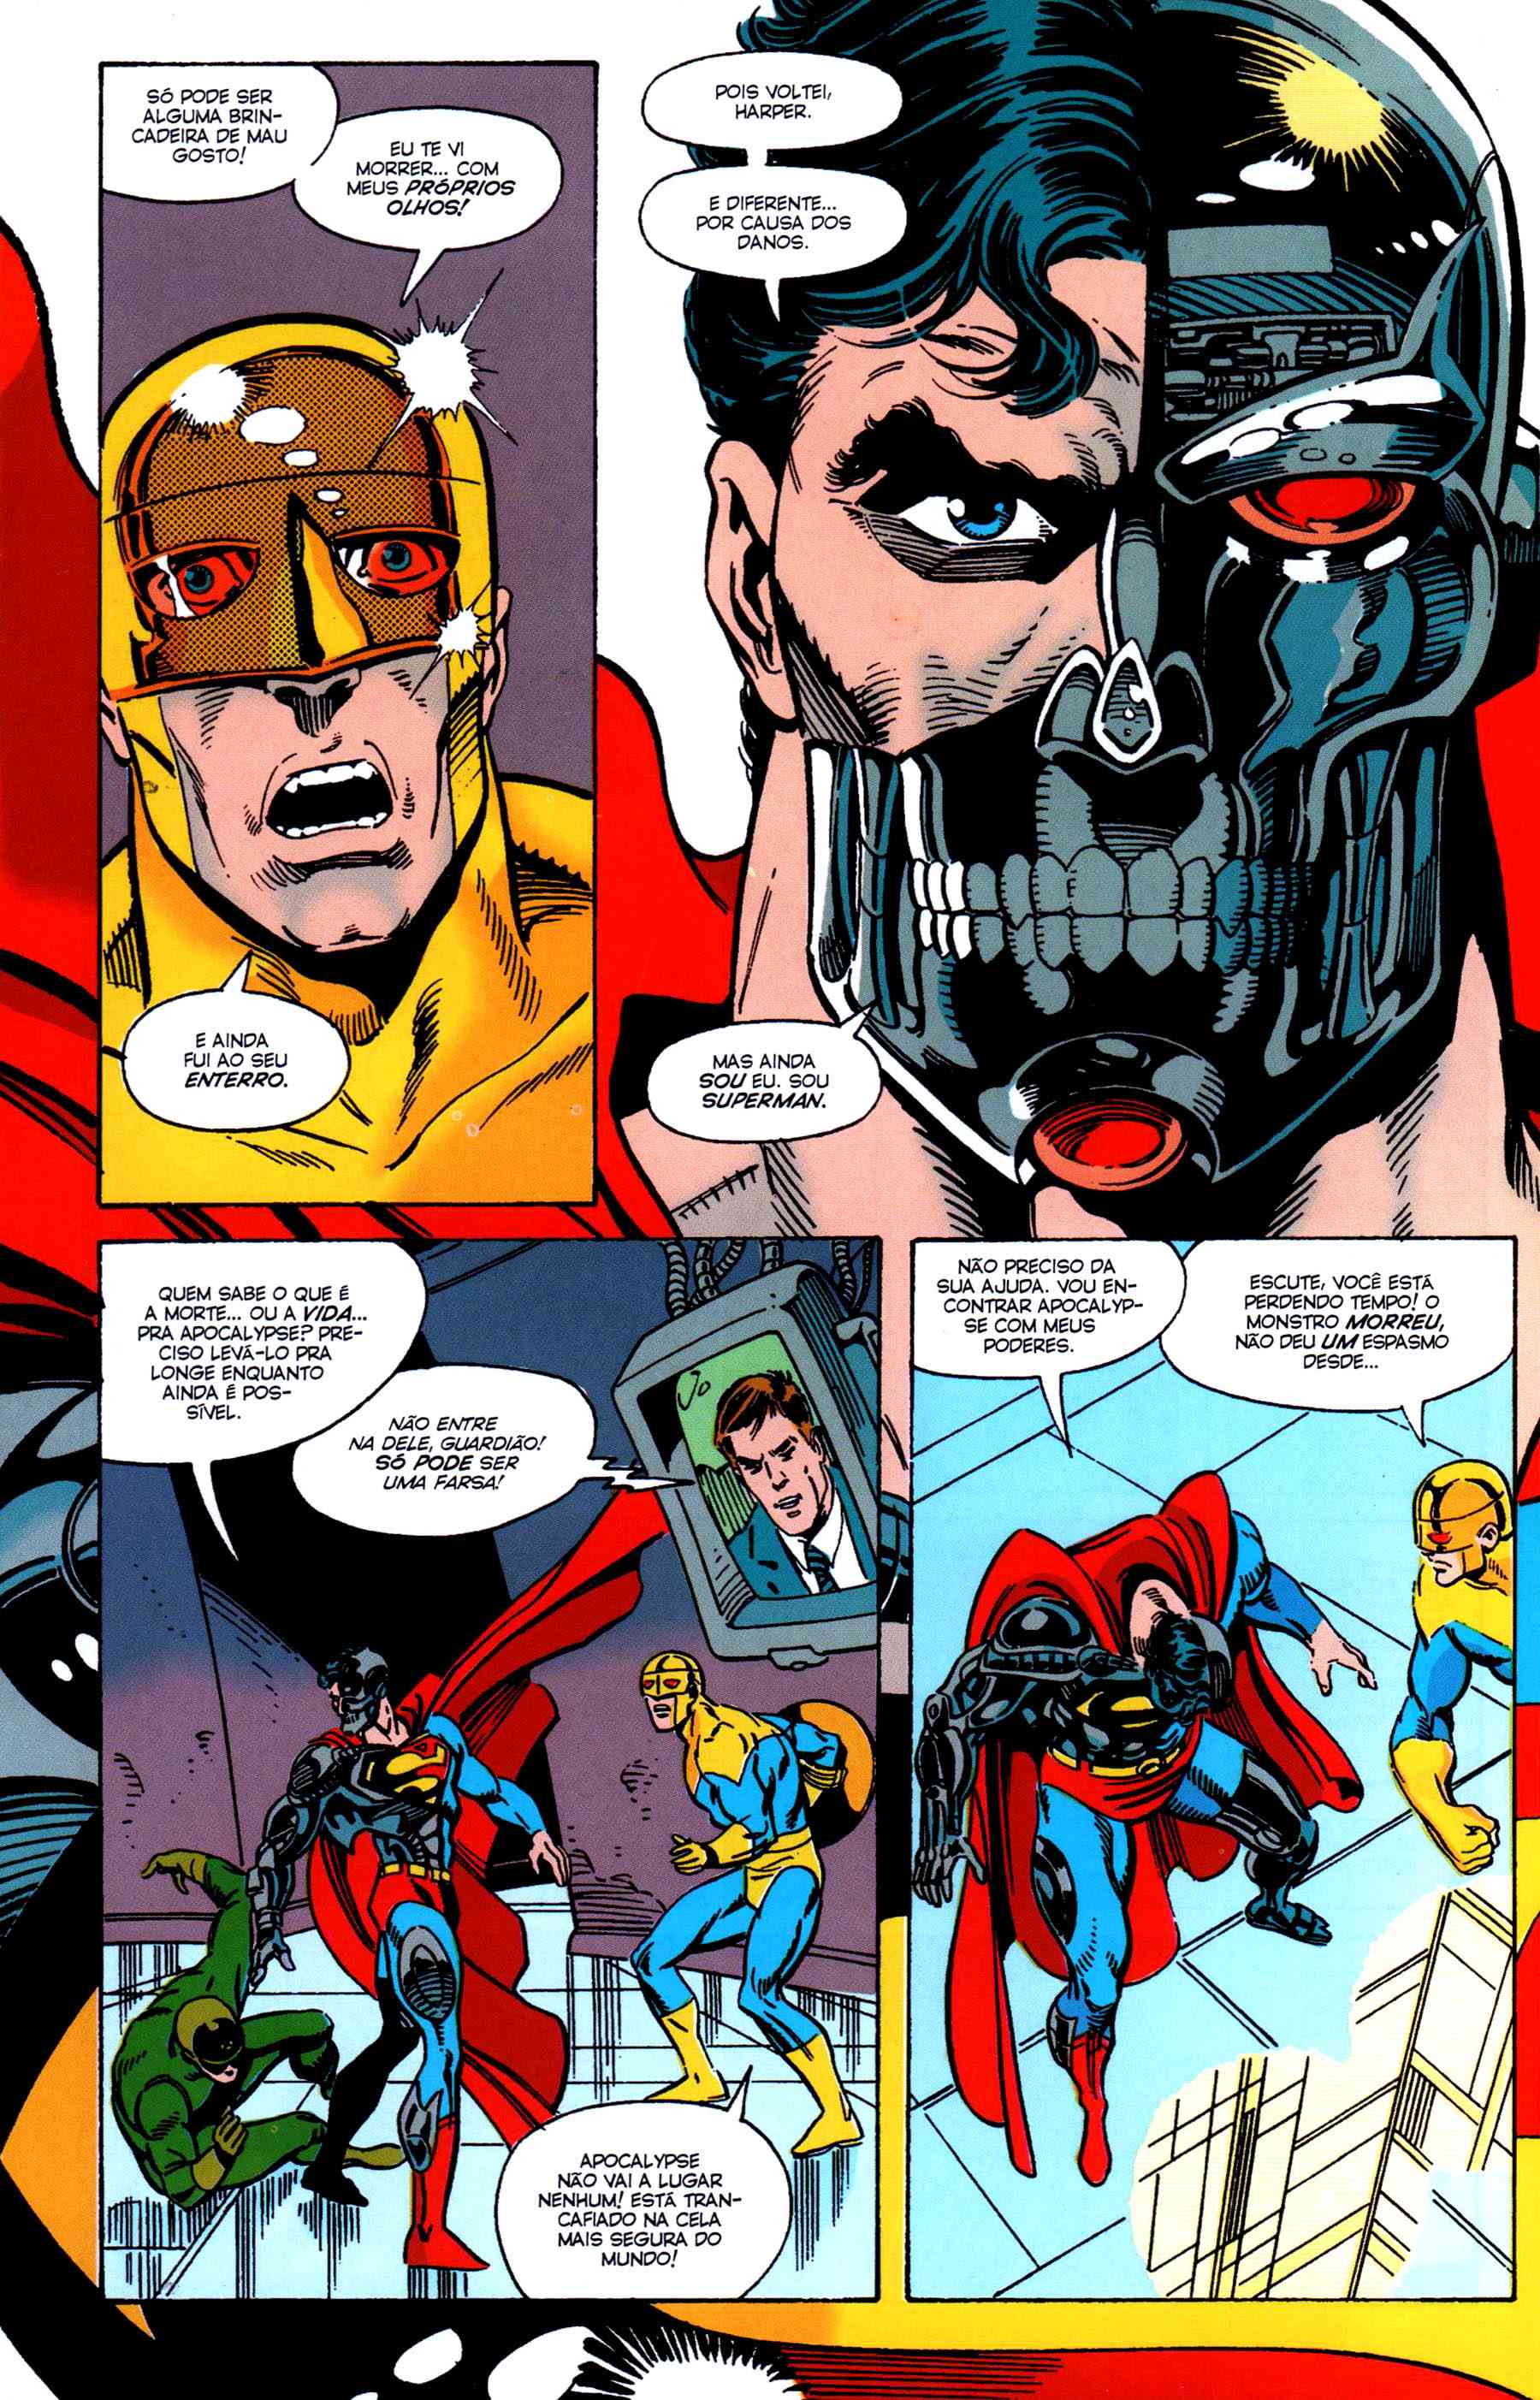 SÓ PODE SER
ALGUMA BRIN-
CADEIRA DE MAU
GOSTO!
EU TE VI
MORRER... COM
MEUS PRÓPRIOS
OLHOS!
E AINDA
FUI AO SEU
ENTERRO.
POIS VOLTEI,
HARPER.
E DIFERENTE...
POR CAUSA DOS
DANOS.
MAS AINDA
SOU EU. SOU
SUPERMAN.
QUEM SABE O QUE É
A MORTE... OU A VIDA...
PRA APOCALYPSE? PRE-
CISO LEVÁ-LO PRA
LONGE ENQUANTO
AINDA É POS-
SÍVEL.
NÃO ENTRE
NA DELE, GUARDIÃO!
SÓ PODE SER
UMA FARSA!
APOCALYPSE
NÃO VAI A LUGAR
NENHUM! ESTÁ TRAN-
CAFIADO NA CELA
MAIS SEGURA DO
MUNDO!
NÃO PRECISO DA
SUA AJUDA. VOU EN-
CONTRAR APOCALYP-
SE COM MEUS
PODERES.
ESCUTE, VOCÊ ESTÁ
PERDENDO TEMPO! O
MONSTRO MORREU,
NÃO DEU UM ESPASMO
DESDE...